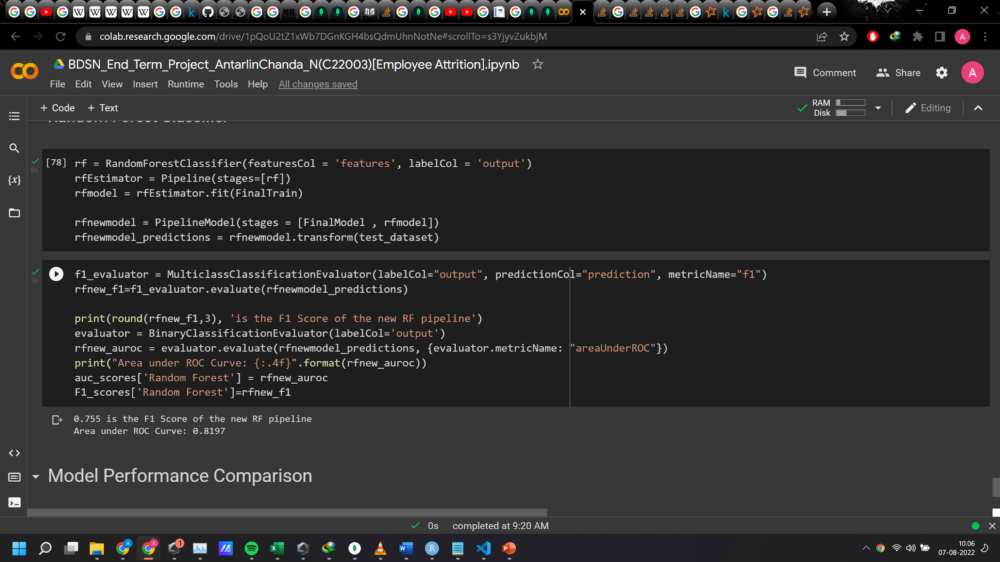 colab.research.google.com/drive/1pQoU2tZ1xWb7DGnKGH4bsQdmUhnNotNe#scrollTo=s3YjyvZukbjM
A
BDSN_End_Term_Project_AntarlinChanda_N(C22003)[Employee Attrition].ipynb
Comment
Share
A
File Edit View Insert Runtime Tools Help All changes saved
+ Code + Text
RAM
Disk
Editing
Random Forest Classifier
[78] rf = RandomForestClassifier(featuresCol = 'features', labelCol = 'output')
8s
rfEstimator = Pipeline(stages=[rf])
rfmodel = rfEstimator.fit(FinalTrain)
rfnewmodel = PipelineModel(stages = [FinalModel , rfmodel])
rfnewmodel_predictions = rfnewmodel.transform(test_dataset)
f1_evaluator = MulticlassClassificationEvaluator(labelCol="output", predictionCol="prediction", metricName="f1")
3s
rfnew_f1=f1_evaluator.evaluate(rfnewmodel_predictions)
print(round(rfnew_f1,3), 'is the F1 Score of the new RF pipeline')
evaluator = BinaryClassificationEvaluator(labelCol='output')
rfnew_auroc = evaluator.evaluate(rfnewmodel_predictions, {evaluator.metricName: "areaUnderROC"})
print("Area under ROC Curve: {:.4f}".format(rfnew_auroc))
auc_scores['Random Forest'] = rfnew_auroc
F1_scores['Random Forest']=rfnew_f1
0.755 is the F1 Score of the new RF pipeline
Area under ROC Curve: 0.8197
Model Performance Comparison
0s completed at 9:20 AM
10:06
07-08-2022